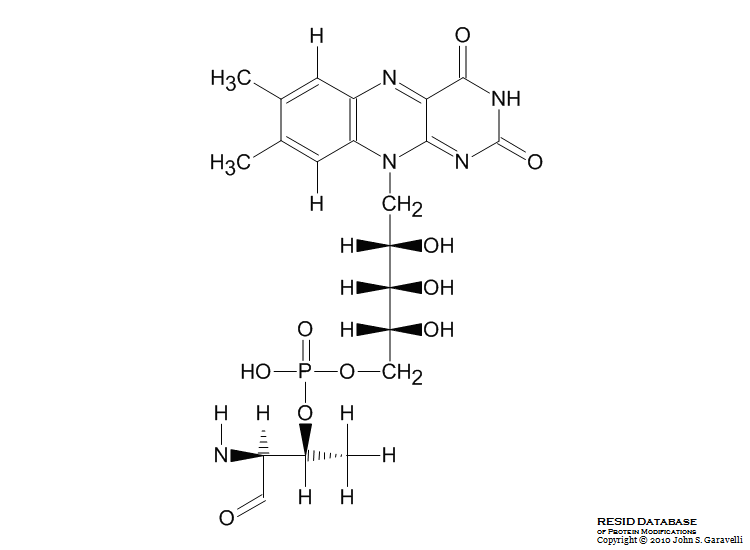 H
O
H3C
N
NH
H3C
N
N
O
H
CH2
H
OH
H
OH
H
OH
O
HO
P
O
CH2
H
H
O
H
N
H
H
H
O
RESID DATABASE
OF PROTEIN MODIFICATIONS
Copyright © 2010 John S. Garavelli